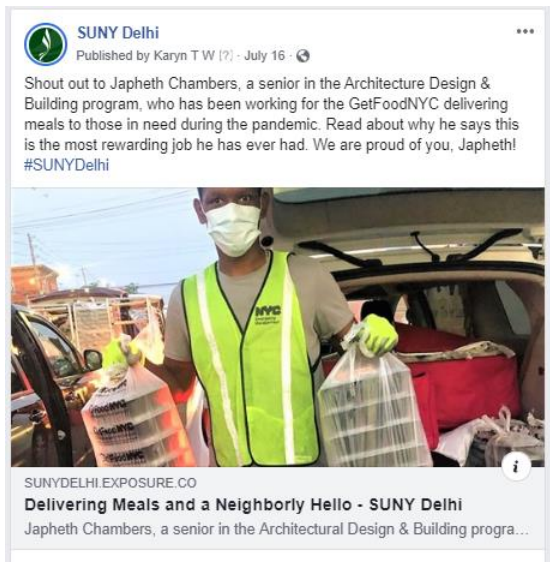 SUNY Delhi
Published by Karyn T W [?] · July 16 ·
Shout out to Japheth Chambers, a senior in the Architecture Design &
Building program, who has been working for the GetFoodNYC delivering
meals to those in need during the pandemic. Read about why he says this
is the most rewarding job he has ever had. We are proud of you, Japheth!
#SUNYDelhi
NYC
Emergency
Management
GetFoodNYC
GetFoodNYC
i
SUNYDELHI.EXPOSURE.CO
Delivering Meals and a Neighborly Hello - SUNY Delhi
Japheth Chambers, a senior in the Architectural Design & Building progra...